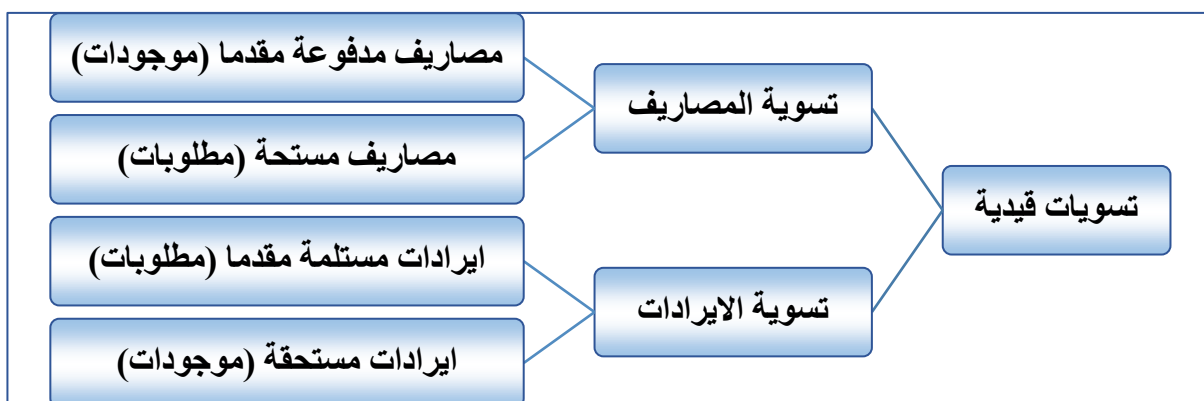 تسويات قيدية
تسوية المصاريف
مصاريف مدفوعة مقدما (موجودات)
مصاريف مستحة (مطلوبات)
تسوية الايرادات
ايرادات مستلمة مقدما (مطلوبات)
ايرادات مستحقة (موجودات)